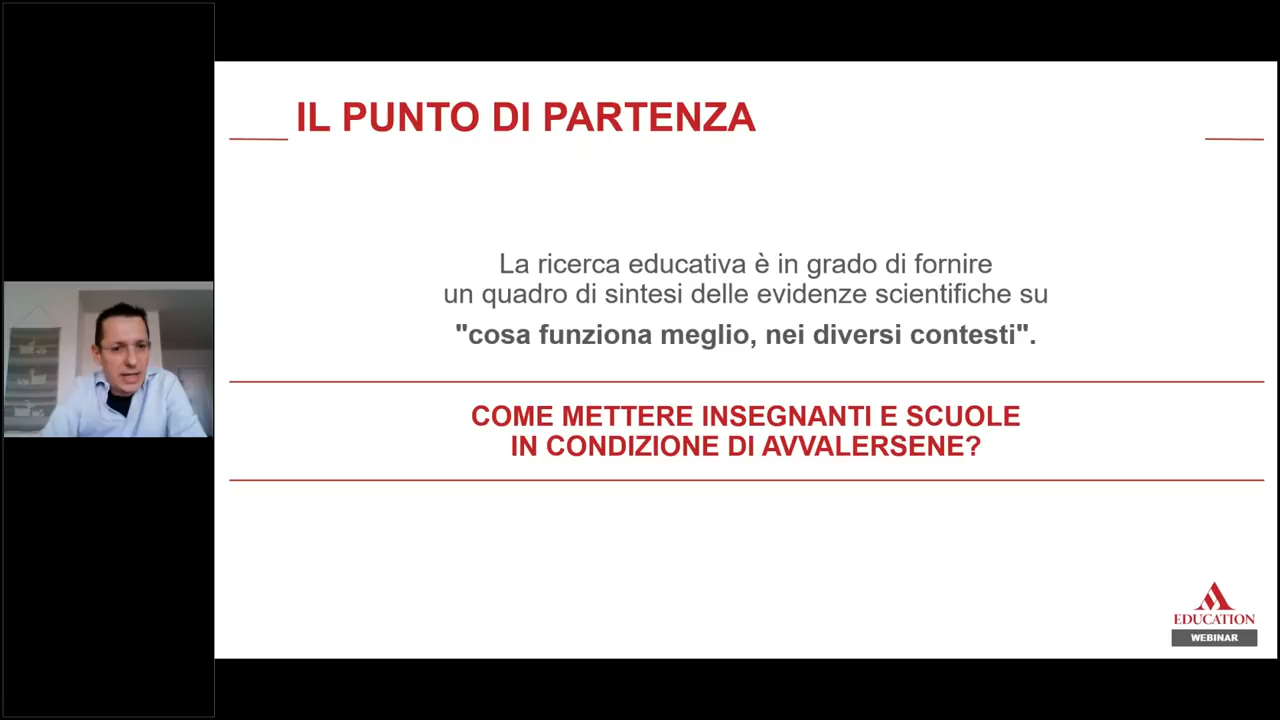 IL PUNTO DI PARTENZA
La ricerca educativa è in grado di fornire
un quadro di sintesi delle evidenze scientifiche su
"cosa funziona meglio, nei diversi contesti".
COME METTERE INSEGNANTI E SCUOLE
IN CONDIZIONE DI AVVALERSENE?
EDUCATION
WEBINAR